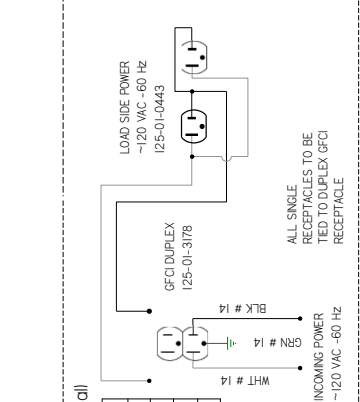 LOAD SIDE POWER
~120 VAC -60 Hz
125-01-0443
GFCI DUPLEX
125-01-3178
ALL SINGLE
RECEPTACLES TO BE
TIED TO DUPLEX GFCI
RECEPTACLE
BLK # 14
GRN # 14
WHT # 14
INCOMING POWER
~120 VAC -60 Hz
al)